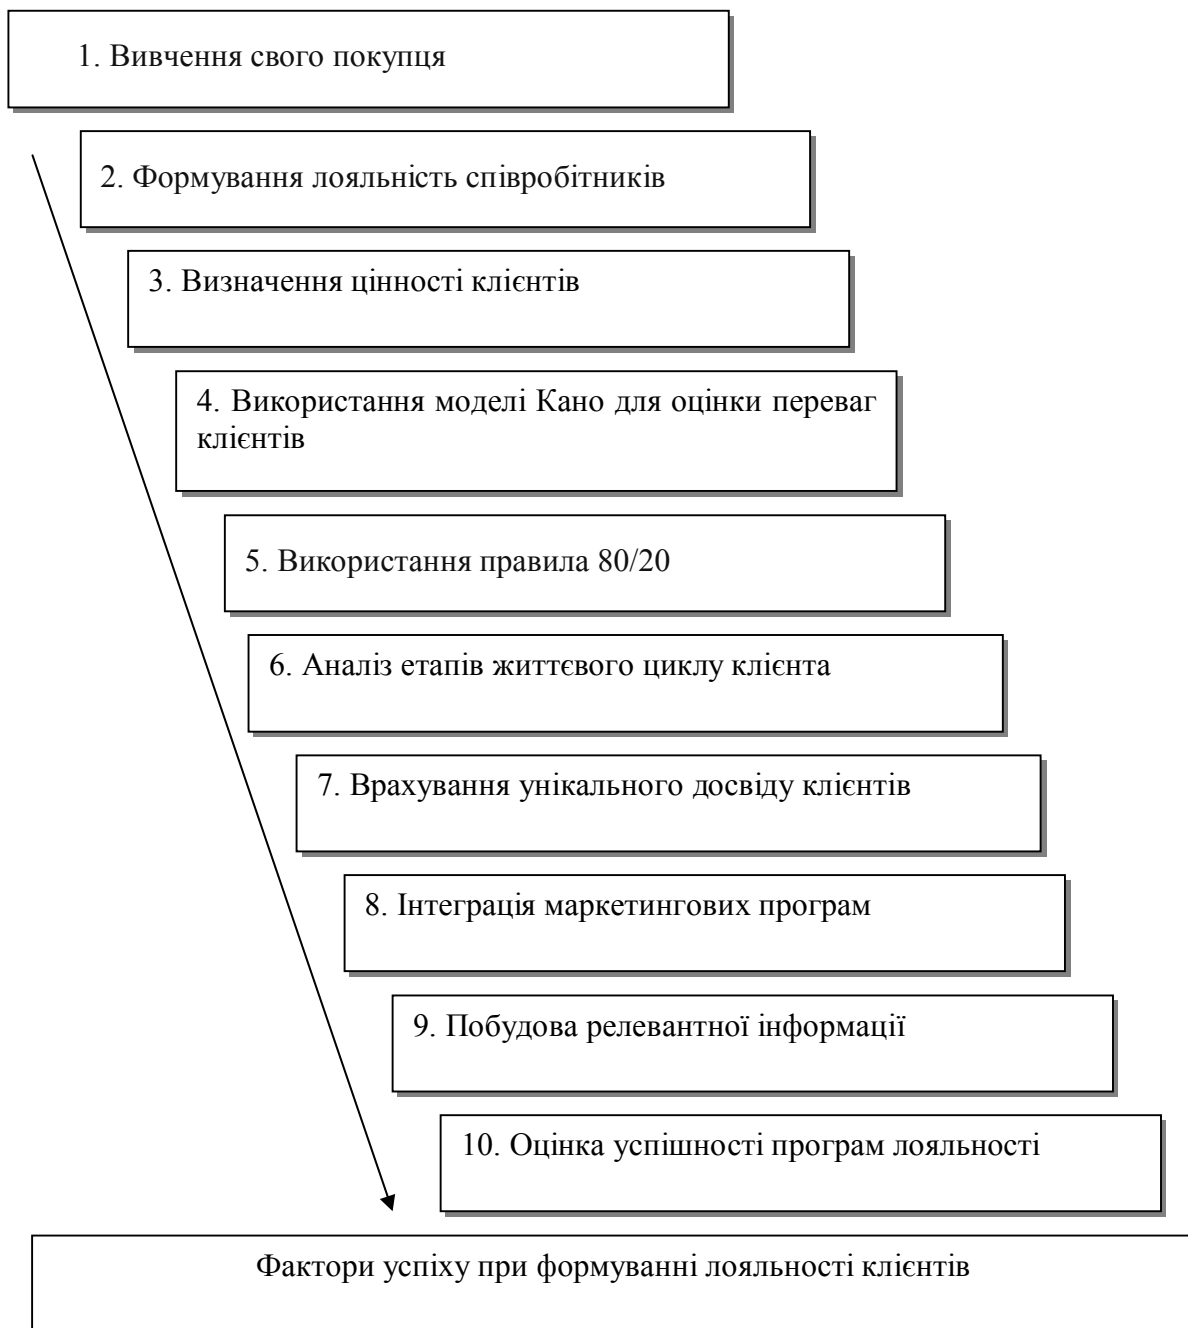 1. Вивчення свого покупця
2. Формування лояльність співробітників
3. Визначення цінності клієнтів
4. Використання моделі Кано для оцінки переваг
клієнтів
5. Використання правила 80/20
6. Аналіз етапів життєвого циклу клієнта
7. Врахування унікального досвіду клієнтів
8. Інтеграція маркетингових програм
9. Побудова релевантної інформації
10. Оцінка успішності програм лояльності
Фактори успіху при формуванні лояльності клієнтів